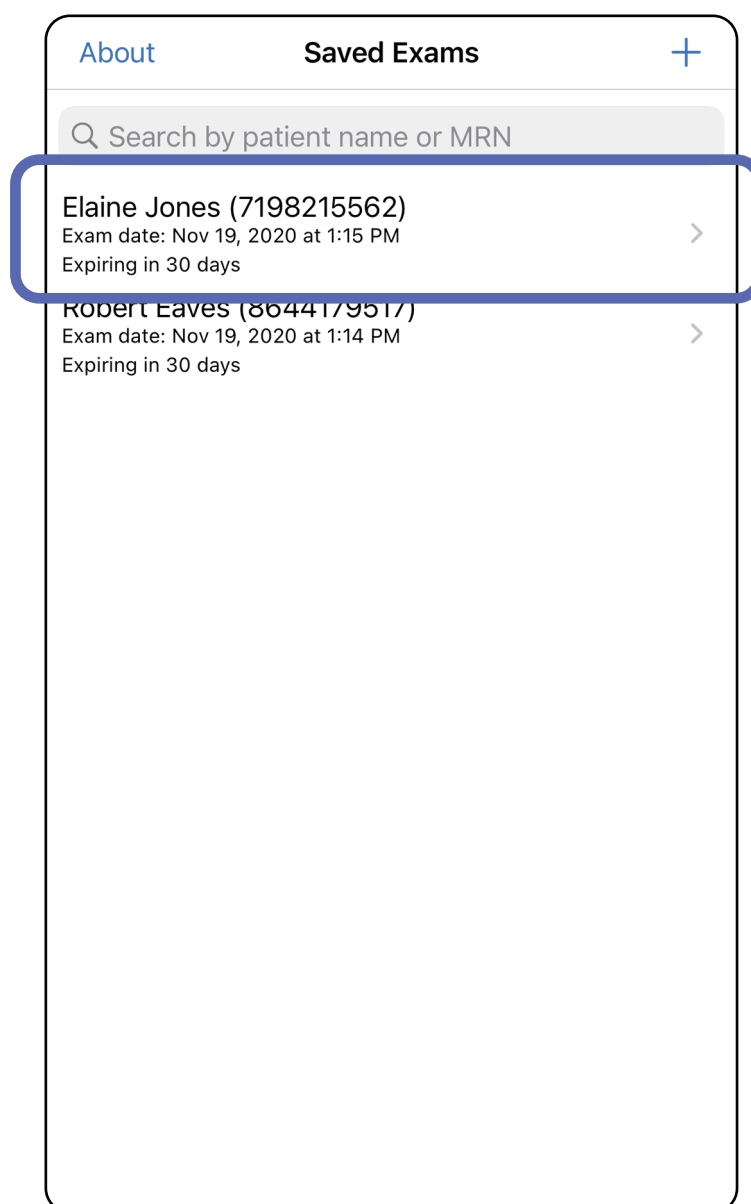 About Saved Exams +
Search by patient name or MRN
Elaine Jones (7198215562)
Exam date: Nov 19, 2020 at 1:15 PM
Expiring in 30 days
Robert Eaves (8644179517)
Exam date: Nov 19, 2020 at 1:14 PM
Expiring in 30 days